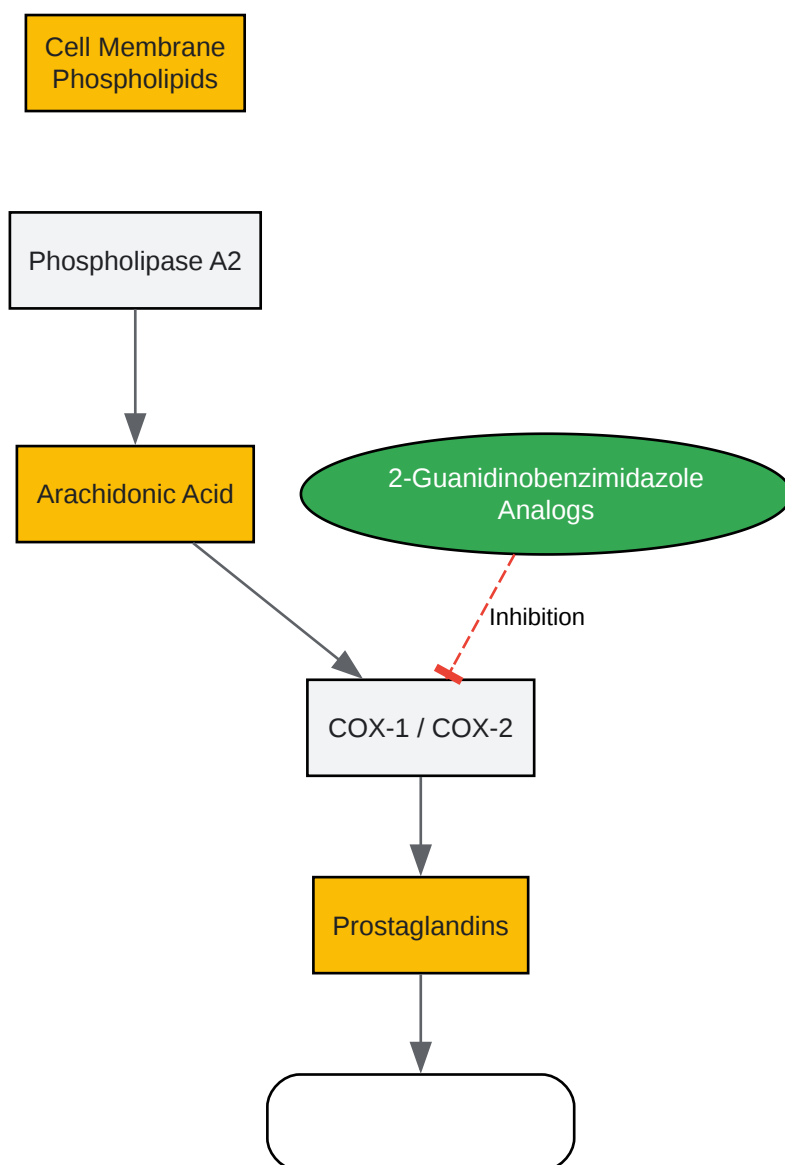 Cell Membrane
Phospholipids
Phospholipase A2
Arachidonic Acid
2-Guanidinobenzimidazole
Analogs
Inhibition
COX-1 / COX-2
Prostaglandins